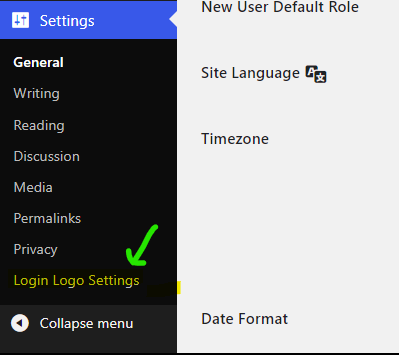 Settings
General
Writing
Reading
Discussion
Media
Permalinks
Privacy
Login Logo Settings
Collapse menu
New User Default Role
Site Language
Timezone
Date Format